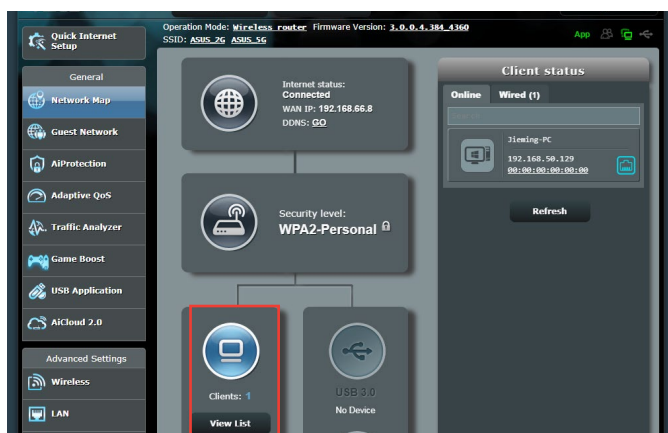 Quick Internet
Setup
Operation Mode: Wireless router Firmware Version: 3.0.0.4.384_4360
SSID: ASUS_2G ASUS_5G
App
General
Network Map
Guest Network
AiProtection
Adaptive QoS
Traffic Analyzer
Game Boost
USB Application
AiCloud 2.0
Advanced Settings
Wireless
LAN
Internet status:
Connected
WAN IP: 192.168.66.8
DDNS: GO
Security level:
WPA2-Personal
Clients: 1
View List
USB 3.0
No Device
Client status
Online Wired (1)
Jieming-PC
192.168.50.129
00:00:00:00:00:00
Refresh